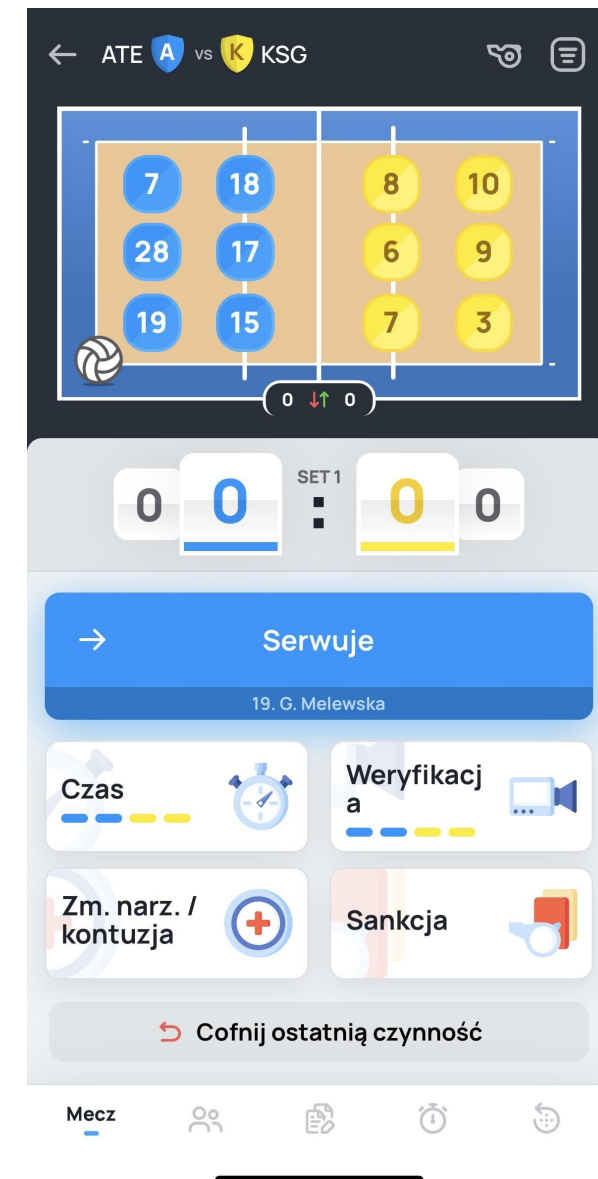 ATE A vs K KSG
7 18 8 10
28 17 6 9
19 15 7 3
0 ↓↑ 0
SET 1
0 0 : 0 0
→ Serwuje
19. G. Melewska
Czas
Weryfikacj
a
Zm. narz. /
kontuzja
Sankcja
Cofnij ostatnią czynność
Mecz